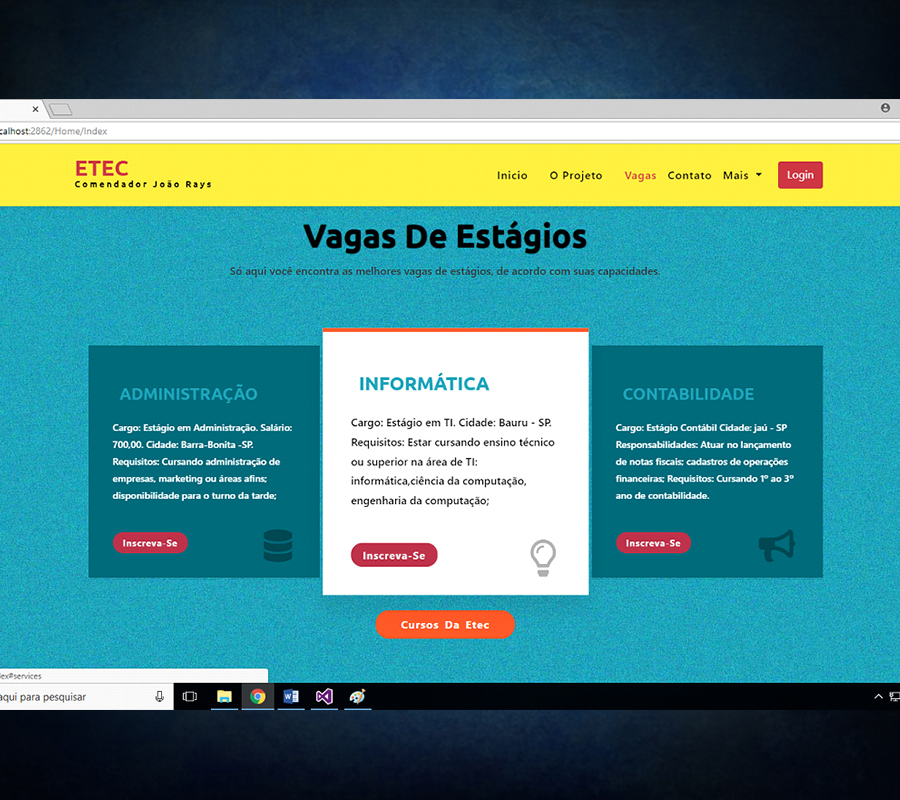 calhost:2862/Home/Index
ETEC
Comendador João Rays
Inicio O Projeto Vagas Contato Mais Login
Vagas De Estágios
Só aqui você encontra as melhores vagas de estágios, de acordo com suas capacidades.
ADMINISTRAÇÃO
Cargo: Estágio em Administração. Salário:
700,00. Cidade: Barra-Bonita -SP.
Requisitos: Cursando administração de
empresas, marketing ou áreas afins;
disponibilidade para o turno da tarde;
Inscreva-Se
INFORMÁTICA
Cargo: Estágio em TI. Cidade: Bauru - SP.
Requisitos: Estar cursando ensino técnico
ou superior na área de TI:
informática,ciência da computação,
engenharia da computação;
Inscreva-Se
CONTABILIDADE
Cargo: Estágio Contábil Cidade: jaú - SP
Responsabilidades: Atuar no lançamento
de notas fiscais; cadastros de operações
financeiras; Requisitos: Cursando 1º ao 3º
ano de contabilidade.
Inscreva-Se
Cursos Da Etec
ex#services
aqui para pesquisar